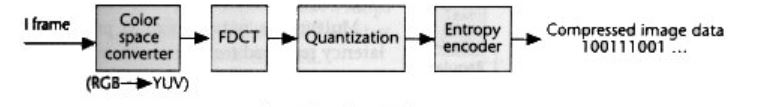 I frame
Color
space
converter
(RGB→YUV)
FDCT
Quantization
Entropy
encoder
Compressed image data
100111001 ...